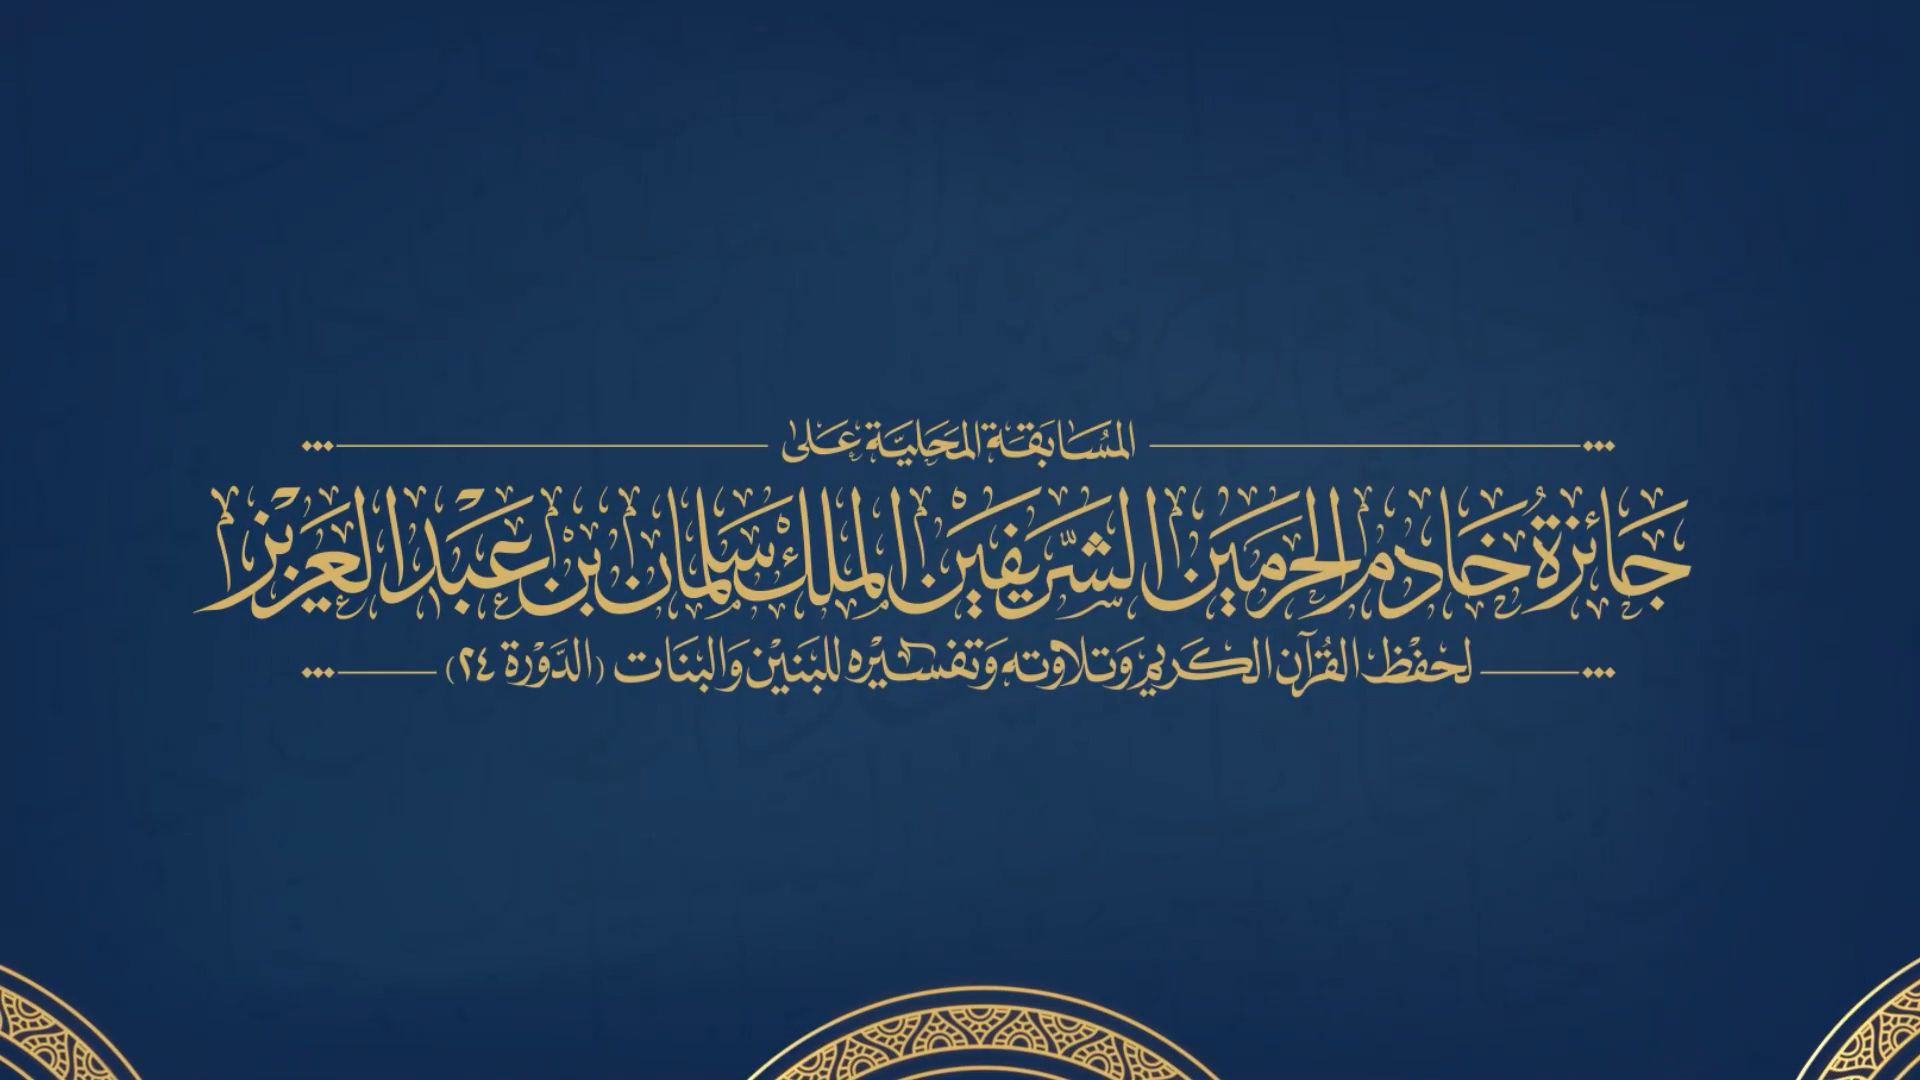 المسابقة المحلية على
جائزة خادم الحرمين الشريفين الملك سلمان بن عبد العزيز
لحفظ القرآن الكريم وتلاوته وتفسيره للبنين والبنات (الدورة ٢٤)